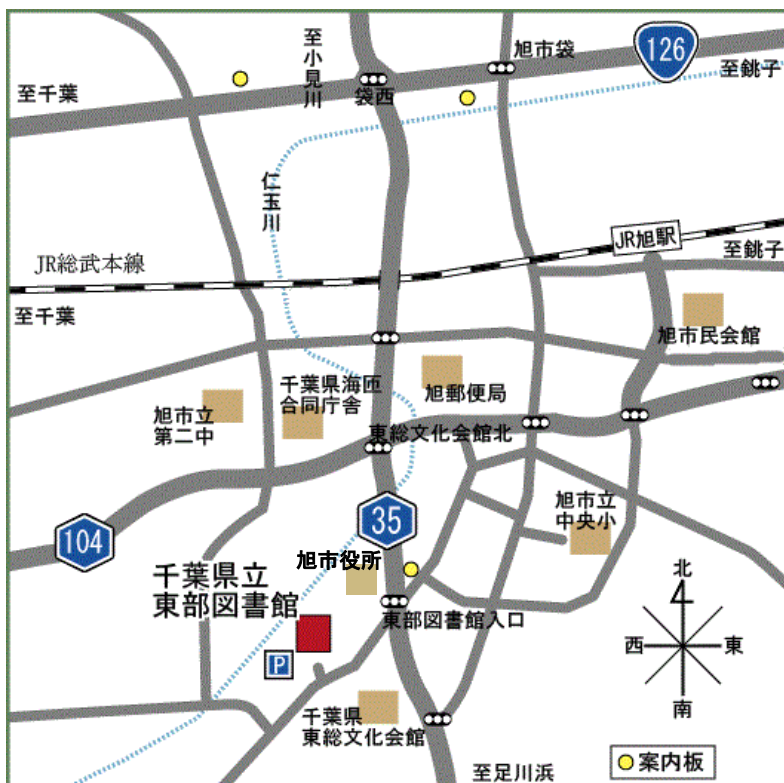 至小見川
旭市袋
126
至銚子
至千葉
袋西
仁玉川
JR旭駅
至銚子
JR総武本線
至千葉
旭市民会館
千葉県海匝
合同庁舎
旭郵便局
旭市立
第二中
東総文化会館北
旭市立
中央小
35
104
旭市役所
千葉県立
東部図書館
P
東部図書館入口
北
西
東
南
千葉県
東総文化会館
至足川浜
案内板